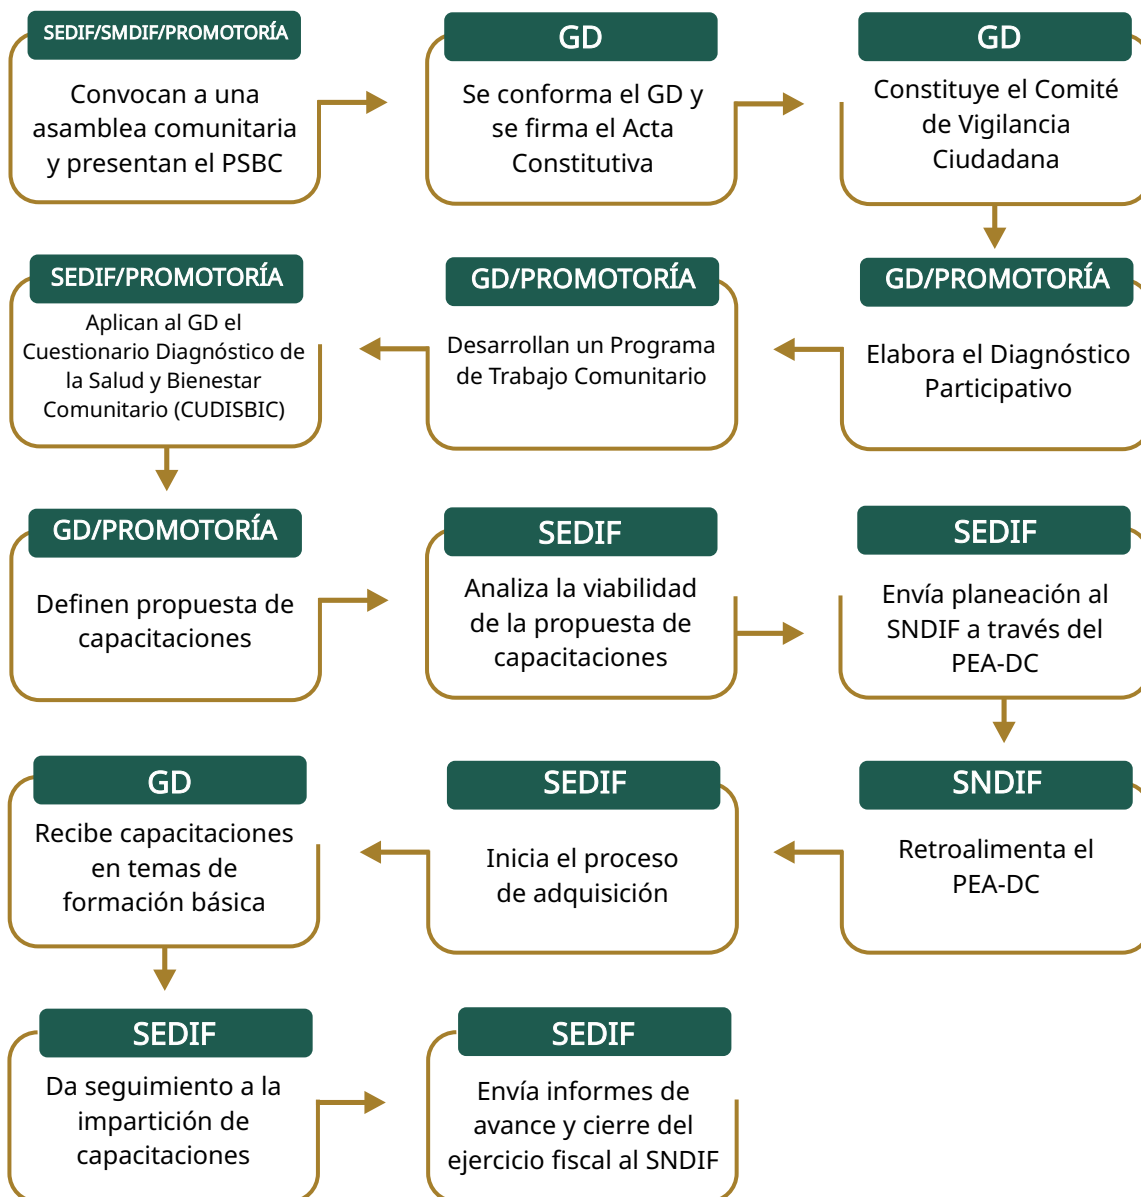 SEDIF/SMDIF/PROMOTORÍA
Convocan a una
asamblea comunitaria
y presentan el PSBC
GD
Se conforma el GD y
se firma el Acta
Constitutiva
GD
Constituye el Comité
de Vigilancia
Ciudadana
GD/PROMOTORÍA
Elabora el Diagnóstico
Participativo
GD/PROMOTORÍA
Desarrollan un Programa
de Trabajo Comunitario
SEDIF/PROMOTORÍA
Aplican al GD el
Cuestionario Diagnóstico de
la Salud y Bienestar
Comunitario (CUDISBIC)
GD/PROMOTORÍA
Definen propuesta de
capacitaciones
SEDIF
Analiza la viabilidad
de la propuesta de
capacitaciones
SEDIF
Envía planeación al
SNDIF a través del
PEA-DC
SNDIF
Retroalimenta el
PEA-DC
SEDIF
Inicia el proceso
de adquisición
GD
Recibe capacitaciones
en temas de
formación básica
SEDIF
Da seguimiento a la
impartición de
capacitaciones
SEDIF
Envía informes de
avance y cierre del
ejercicio fiscal al SNDIF